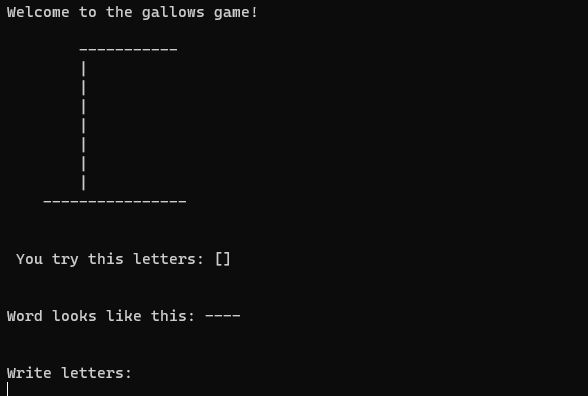 Welcome to the gallows game!
-----------
|
|
|
|
|
|
|
----------------
You try this letters: []
Word looks like this: ----
Write letters: